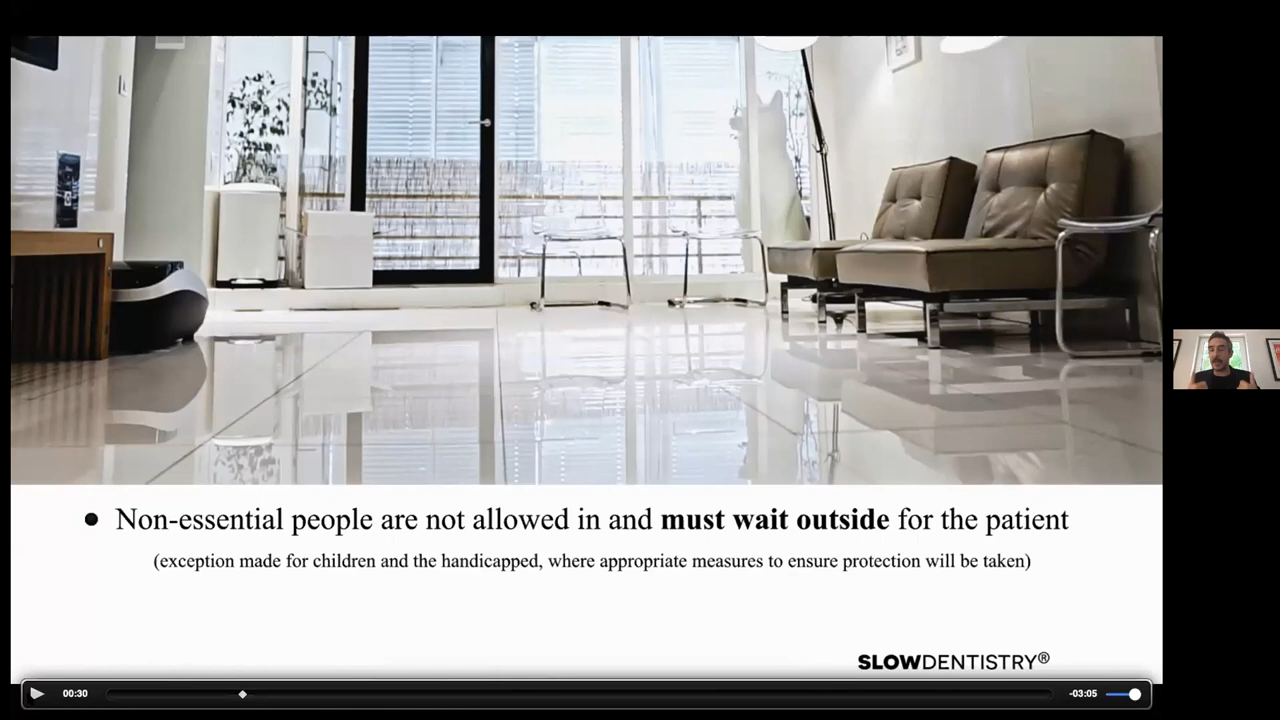 ● Non-essential people are not allowed in and must wait outside for the patient
(exception made for children and the handicapped, where appropriate measures to ensure protection will be taken)
SLOWDENTISTRY®
00:30
-03:05